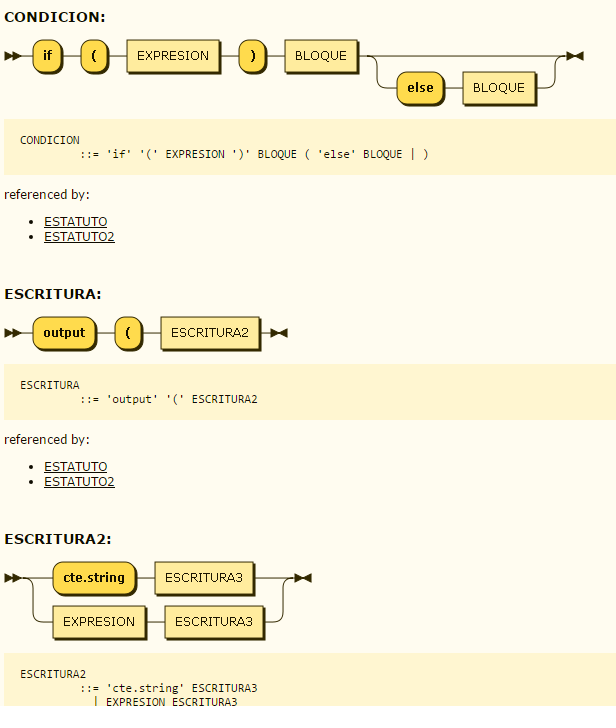 CONDICION:
if ( EXPRESION ) BLOQUE
else BLOQUE
CONDICION
::= 'if' '(' EXPRESION ')' BLOQUE ( 'else' BLOQUE | )
referenced by:
ESTATUTO
ESTATUTO2
ESCRITURA:
output ( ESCRITURA2
ESCRITURA
::= 'output' '(' ESCRITURA2
referenced by:
ESTATUTO
ESTATUTO2
ESCRITURA2:
cte.string ESCRITURA3
EXPRESION ESCRITURA3
ESCRITURA2
::= 'cte.string' ESCRITURA3
| EXPRESION ESCRITURA3